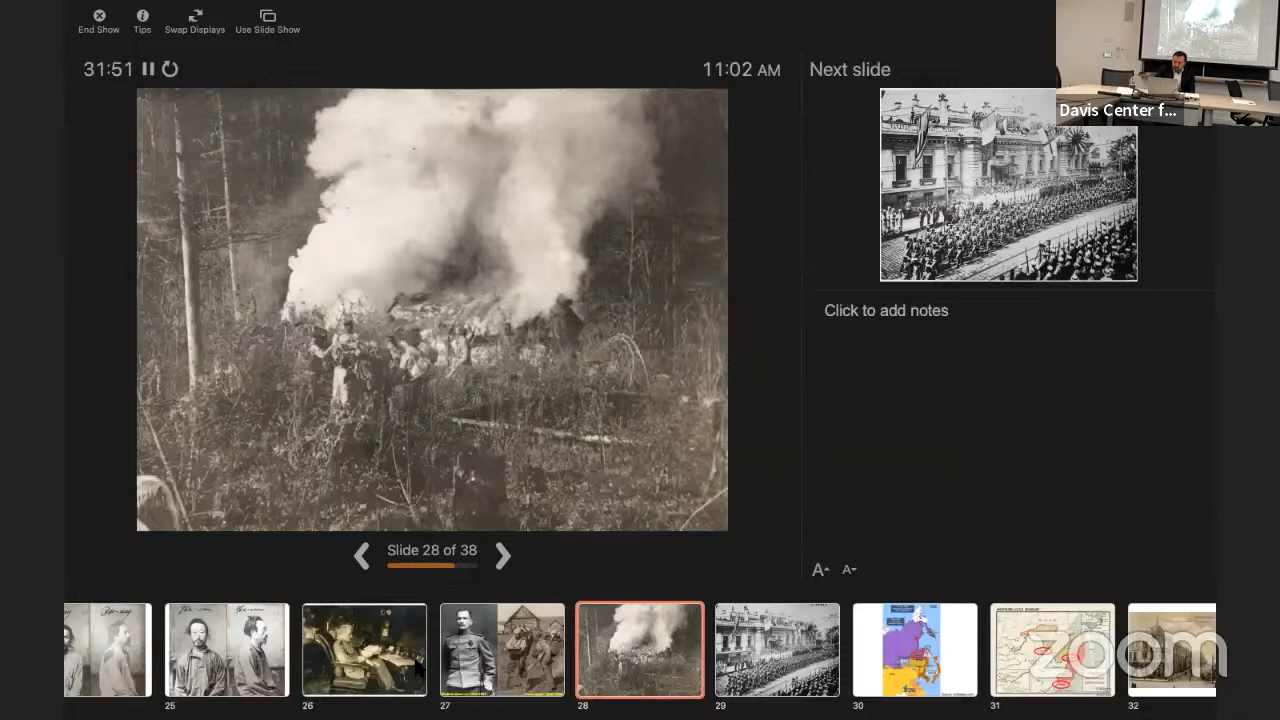 End Show
Tips
Swap Displays
Use Slide Show
31:51
11:02 AM
Next slide
Davis Center f...
Click to add notes
Slide 28 of 38
A
A
zoom
25
26
27
28
29
30
31
32